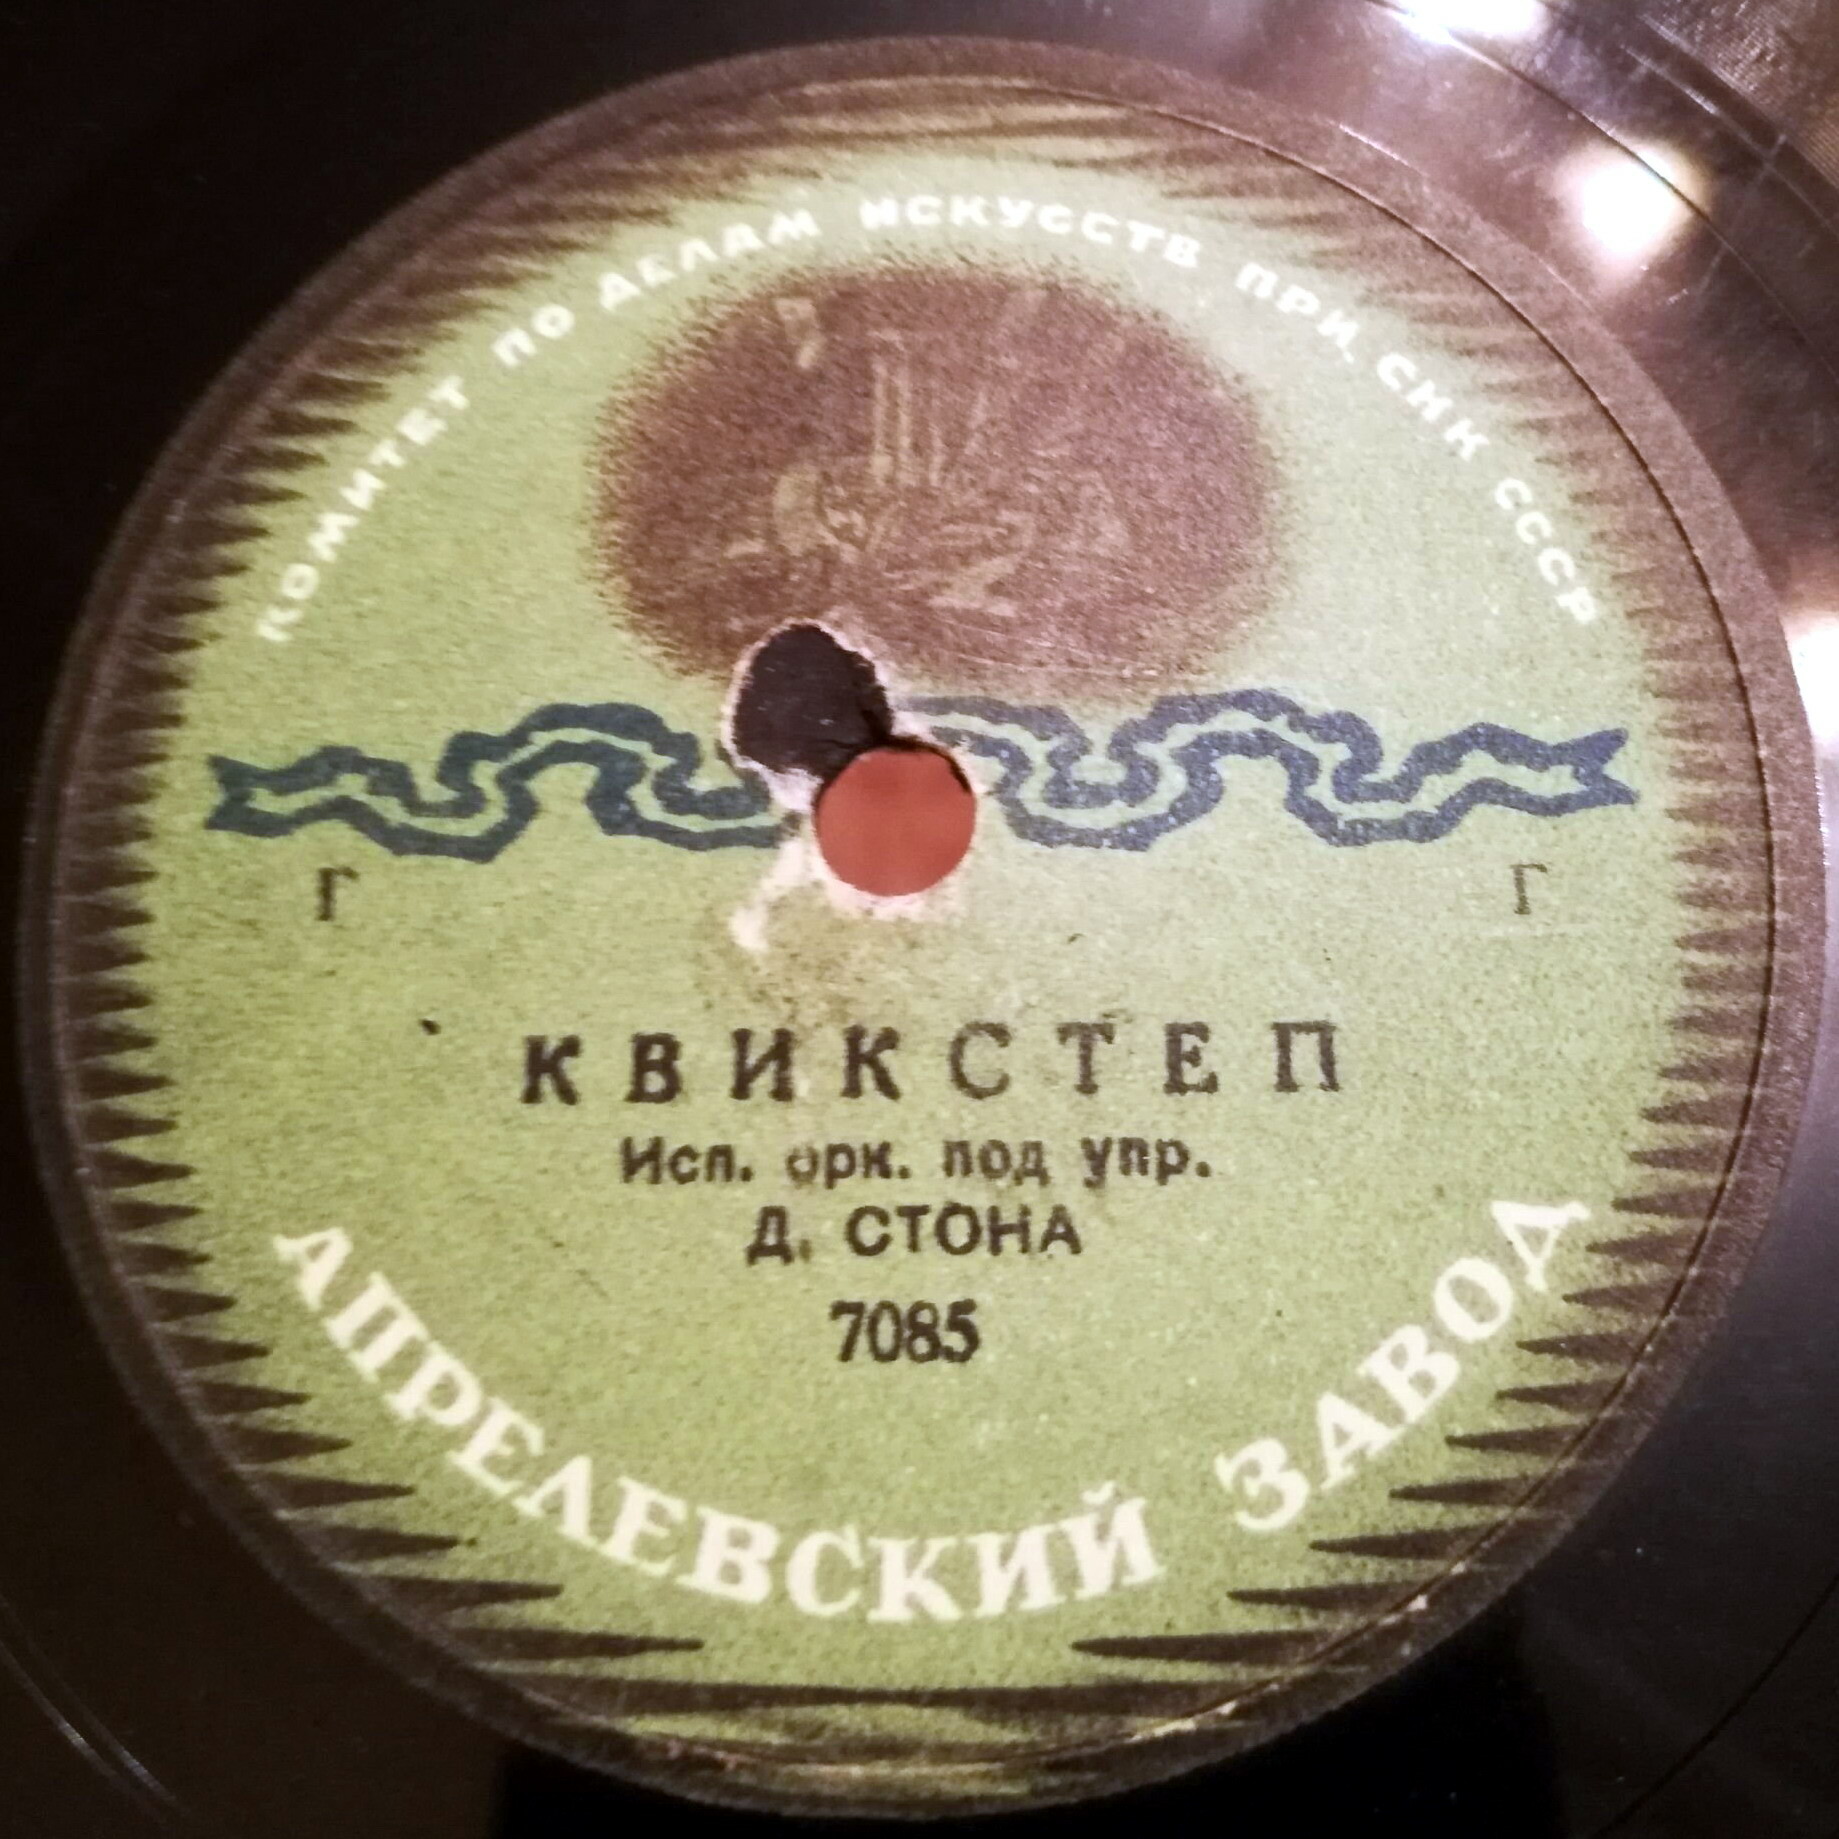 КОМИТЕТ ПО ДЕЛАМ ИСКУССТВ ПРИ СНК СССР
Г Г
КВИКСТЕП
Исп. орк. под упр.
Д. СТОНА
7085
АПРЕЛЕВСКИЙ ЗАВОД